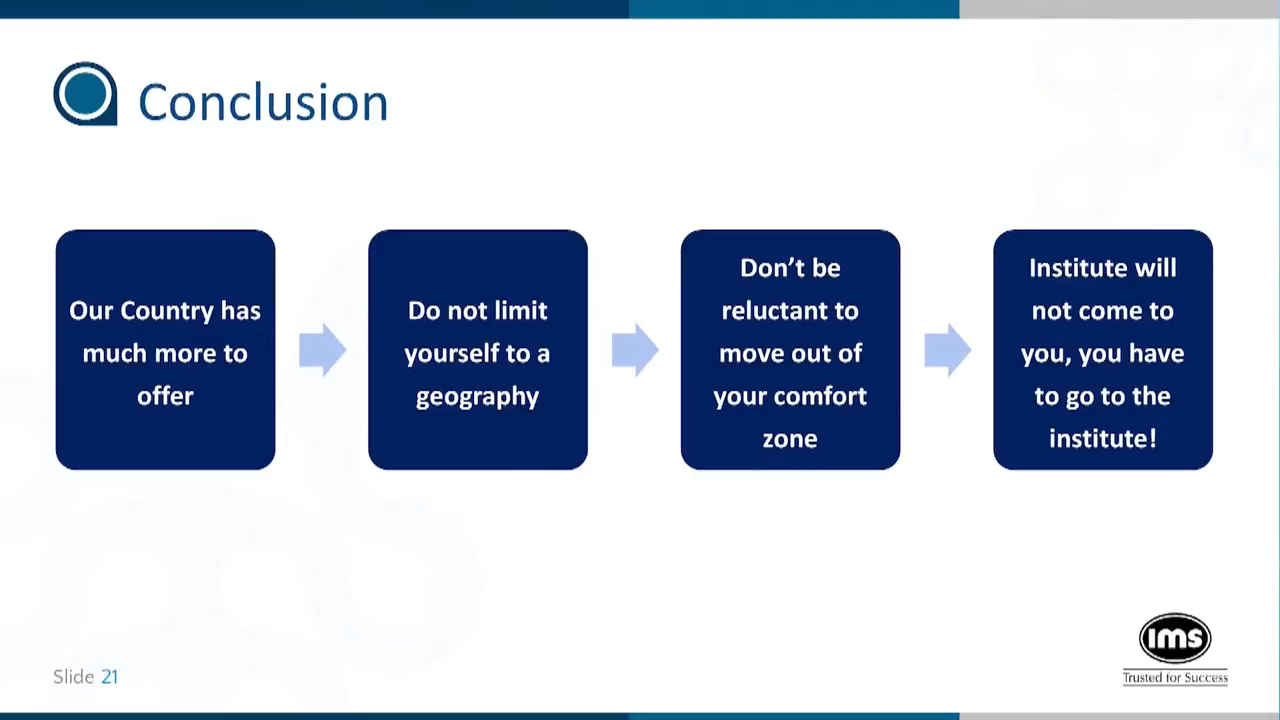 Conclusion
Our Country has
much more to
offer
Do not limit
yourself to a
geography
Don’t be
reluctant to
move out of
your comfort
zone
Institute will
not come to
you, you have
to go to the
institute!
ims
Trusted for Success
Slide 21